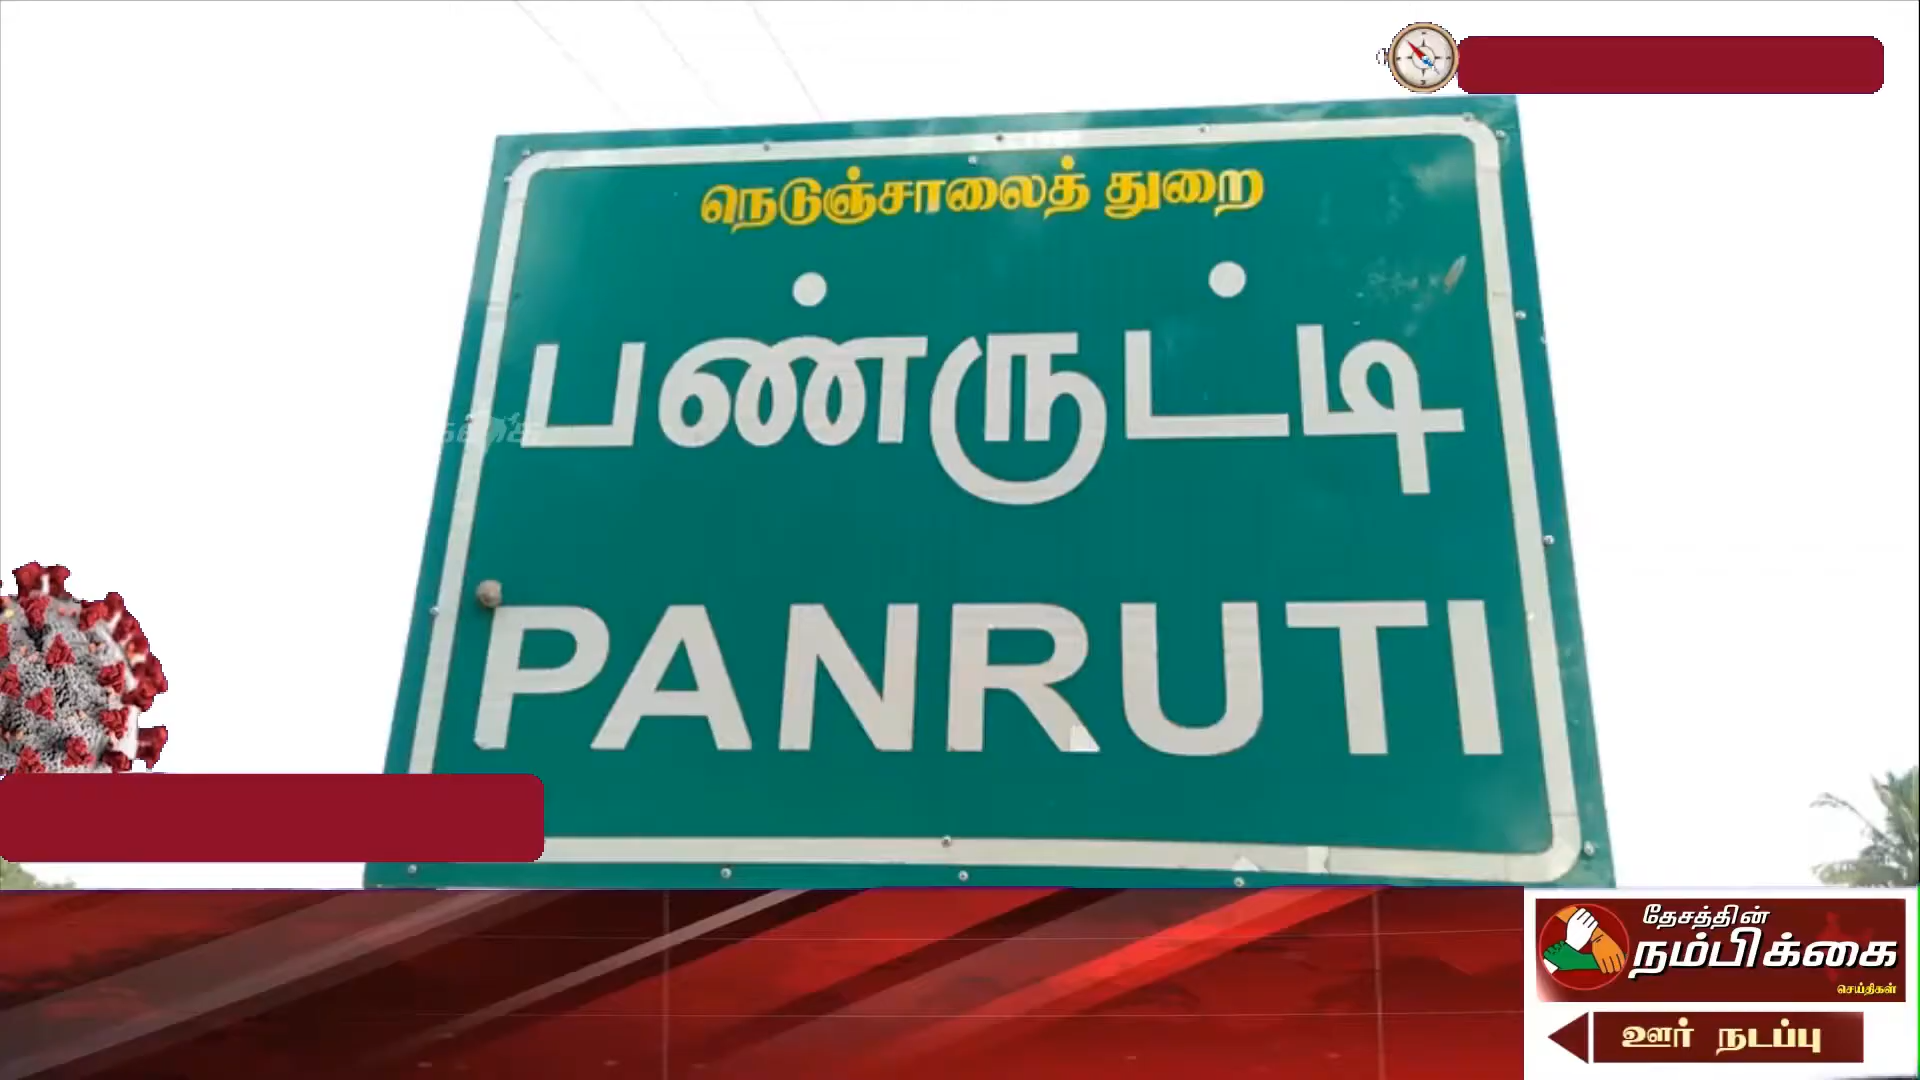 நெடுஞ்சாலைத் துறை
பண்ருட்டி
PANRUTI
தேசத்தின்
நம்பிக்கை
செய்திகள்
ஊர் நடப்பு